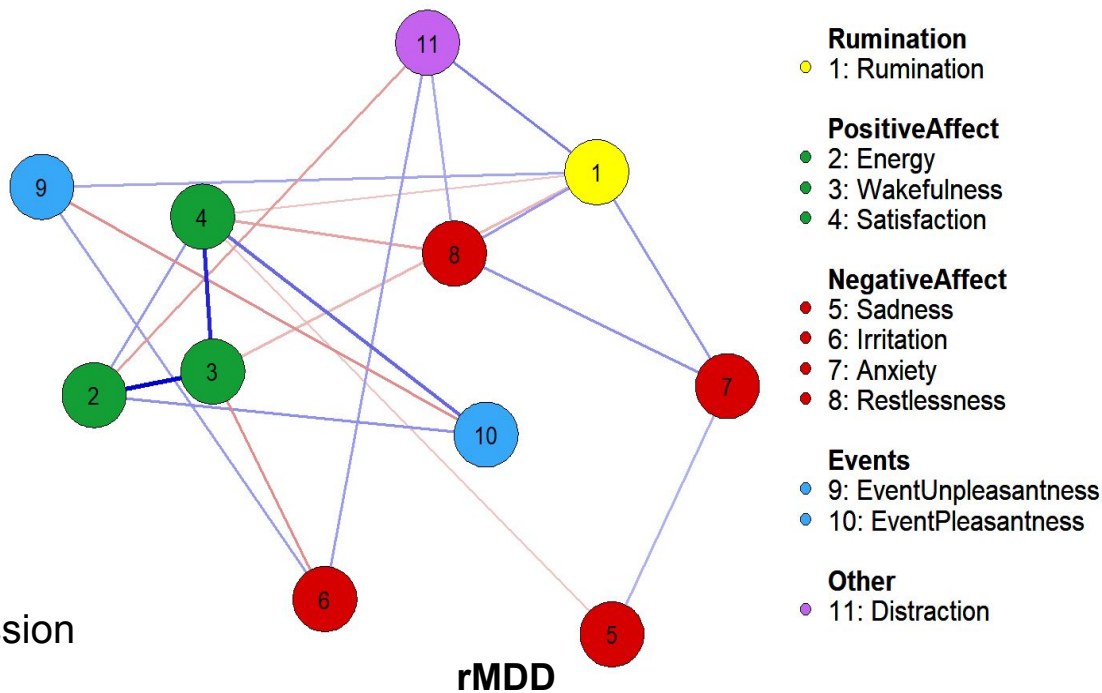 11
1
9
4
8
3
2
7
10
6
5
ssion
rMDD
Rumination
1: Rumination
PositiveAffect
2: Energy
3: Wakefulness
4: Satisfaction
NegativeAffect
5: Sadness
6: Irritation
7: Anxiety
8: Restlessness
Events
9: EventUnpleasantness
10: EventPleasantness
Other
11: Distraction